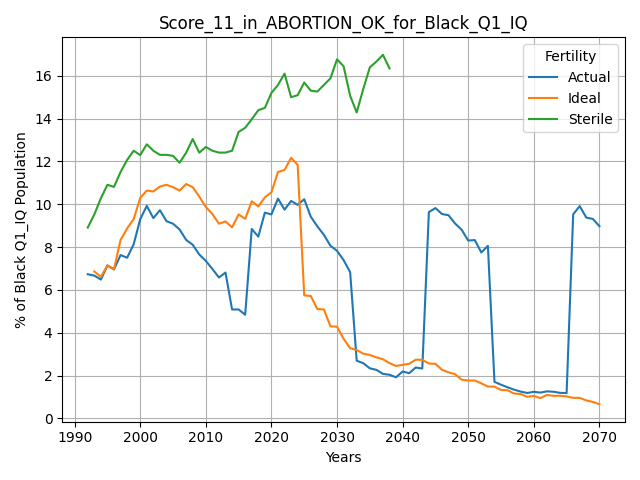 Score_11_in_ABORTION_OK_for_Black_Q1_IQ
% of Black Q1_IQ Population
16
14
12
10
8
6
4
2
0
Fertility
Actual
Ideal
Sterile
1990
2000
2010
2020
2030
2040
2050
2060
2070
Years